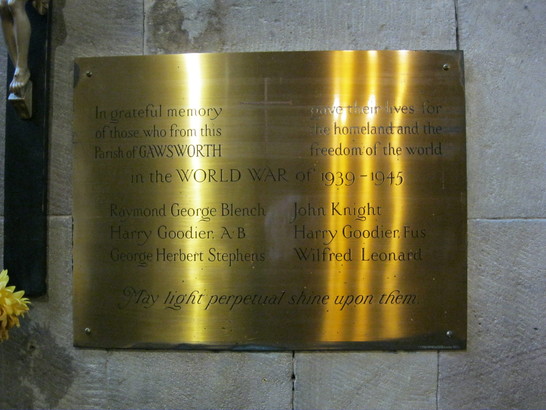 In grateful memory
of those who from this
Parish of GAWSWORTH
gave their lives for
the homeland and the
freedom of the world
in the WORLD WAR of 1939-1945
Raymond George Blench
Harry Goodier, A·B
George Herbert Stephens
John Knight
Harry Goodier, Fus
Wilfred Leonard
May light perpetual shine upon them.